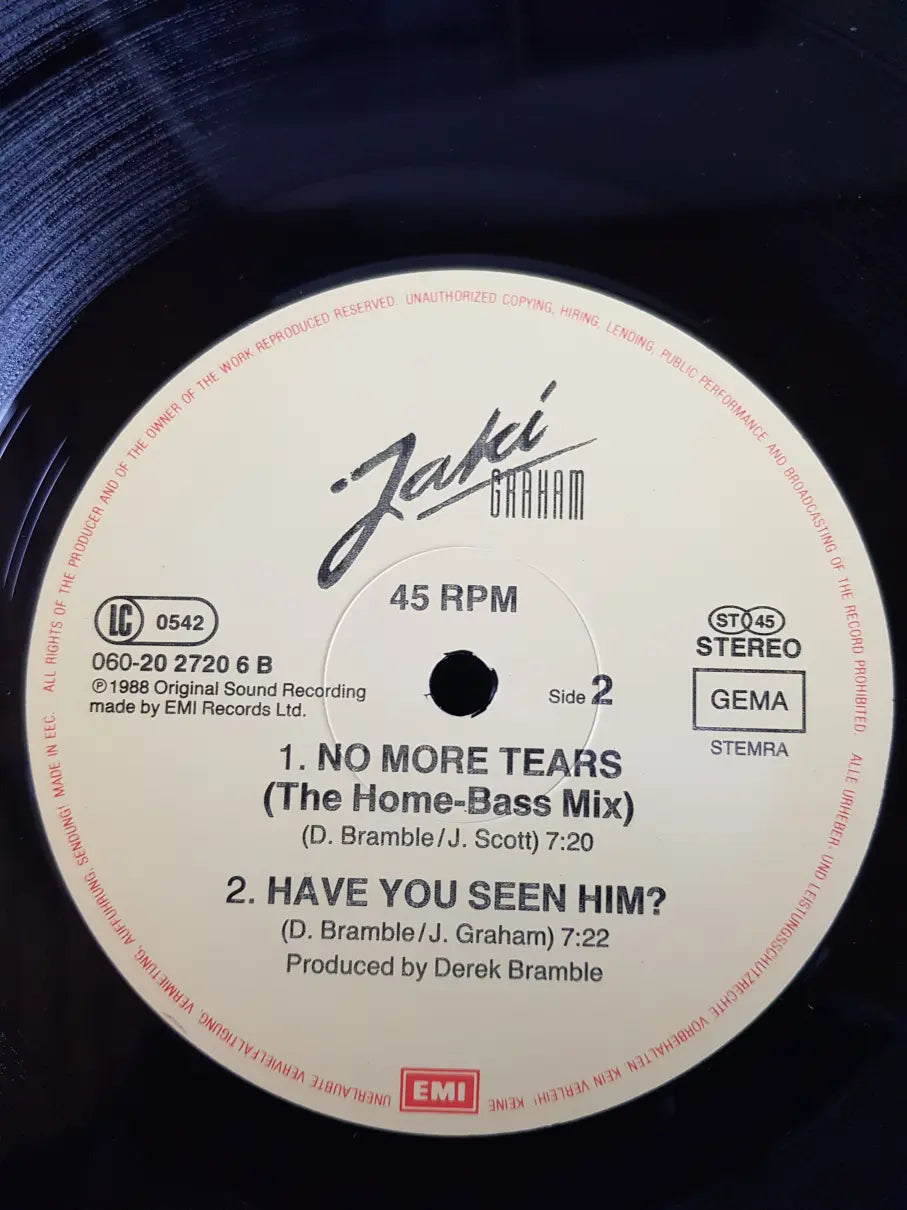 ALL RIGHTS OF THE PRODUCER AND OF THE OWNER OF THE WORK REPRODUCED RESERVED. UNAUTHORIZED COPYING, HIRING, LENDING, PUBLIC PERFORMANCE AND BROADCASTING OF THE RECORD PROHIBITED.
ALLE URHEBER- UND LEISTUNGSSCHUTZRECHTE VORBEHALTEN KEIN VERLEIH! KEINE
UNERLAUBTE VERVIELFALTIGUNG, VERMIETUNG, AUFFUHRUNG, SENDUNG! MADE IN EEC.
Jaki
GRAHAM
45 RPM
LC 0542
060-20 2720 6 B
℗1988 Original Sound Recording
made by EMI Records Ltd.
Side 2
ST 45
STEREO
GEMA
STEMRA
1. NO MORE TEARS
(The Home-Bass Mix)
(D. Bramble/J. Scott) 7:20
2. HAVE YOU SEEN HIM?
(D. Bramble/J. Graham) 7:22
Produced by Derek Bramble
EMI